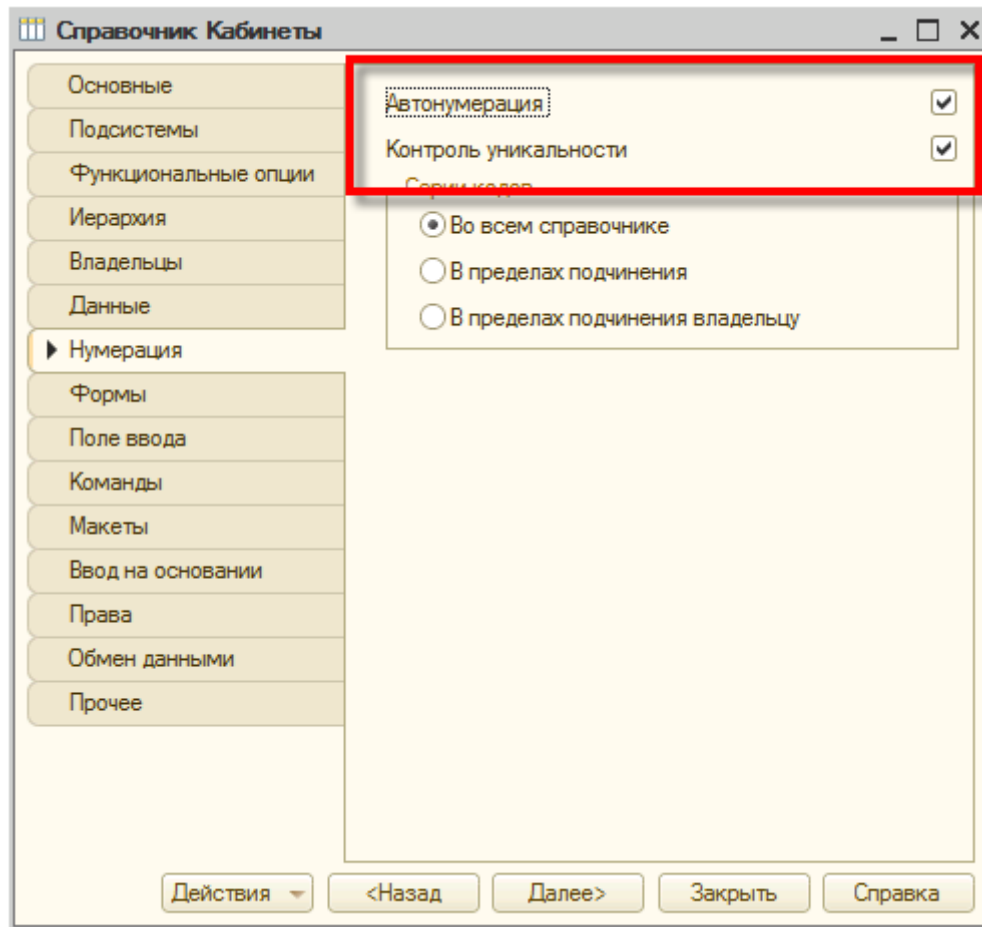 Справочник Кабинеты
Основные
Подсистемы
Функциональные опции
Иерархия
Владельцы
Данные
Нумерация
Формы
Поле ввода
Команды
Макеты
Ввод на основании
Права
Обмен данными
Прочее
Автонумерация
Контроль уникальности
Серии кодов
Во всем справочнике
В пределах подчинения
В пределах подчинения владельцу
Действия
<Назад
Далее>
Закрыть
Справка